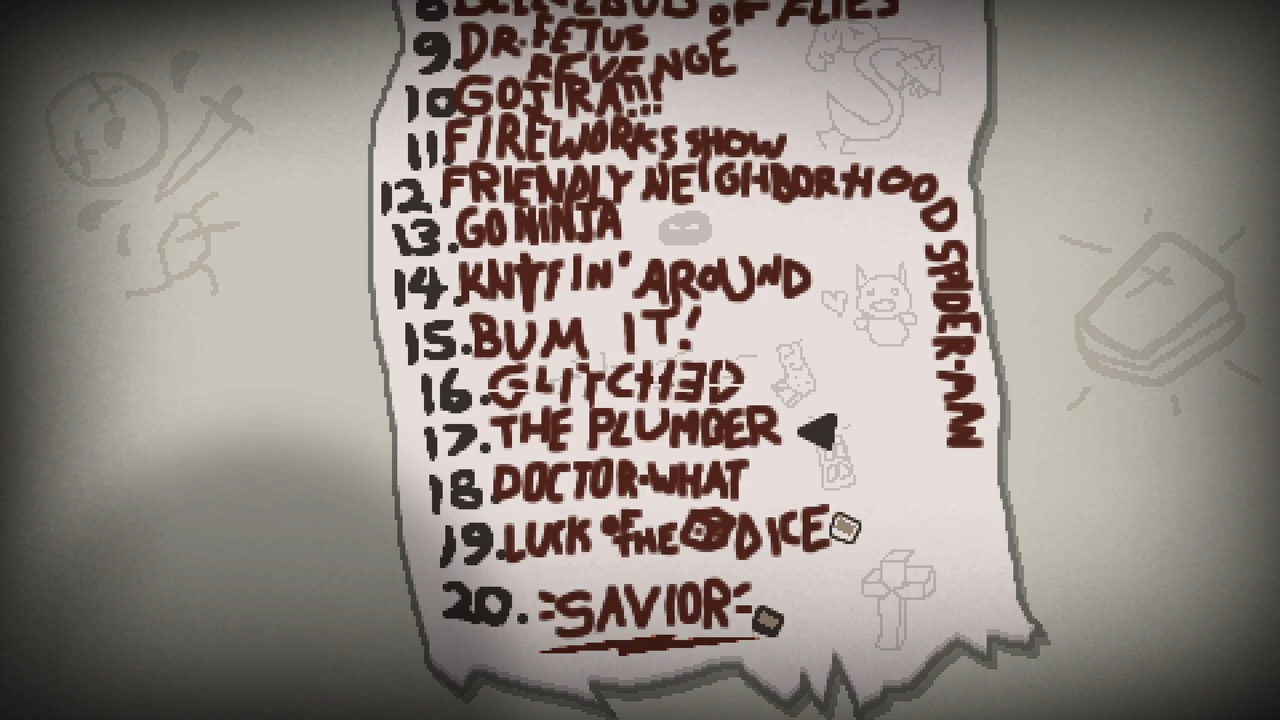 OF FLIES
9. DR. FETUS
REVENGE
10 GOJIRA!!!
11 FIREWORKS SHOW
12 FRIENDLY NEIGHBORHOOD SPIDER-MAN
13. GO NINJA
14. KNIFIN' AROUND
15. BUM IT!
16. GLITCHED
17. THE PLUMBER
18. DOCTOR-WHAT
19. LUCK OF THE DICE
20. SAVIOR